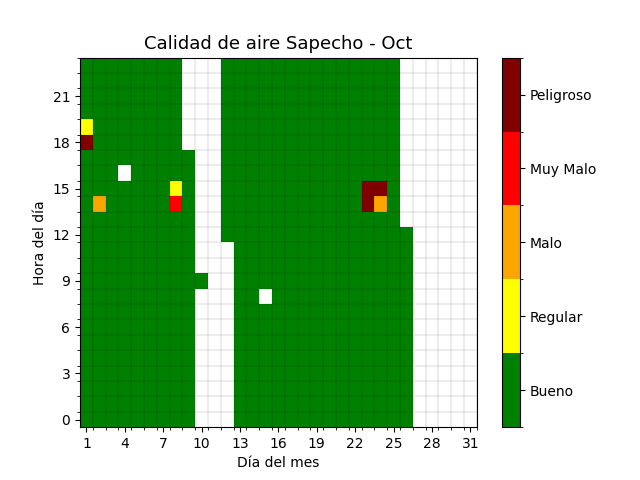 Calidad de aire Sapecho - Oct
Hora del día
21
18
15
12
9
6
3
0
1 4 7 10 13 16 19 22 25 28 31
Día del mes
Peligroso
Muy Malo
Malo
Regular
Bueno